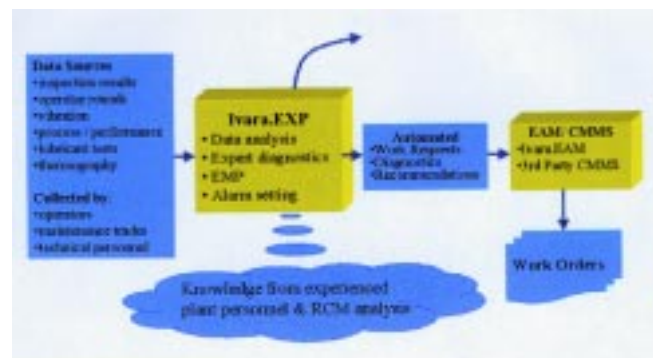 Data Sources
•inspection results
•operator rounds
•vibration
•process / performance
•lubricant tests
•thermography
Collected by:
•operators
•maintenance trades
•technical personnel
Ivara.EXP
• Data analysis
• Expert diagnostics
• EMP
• Alarm setting
Automated
•Work Requests
•Diagnostics
•Recommendations
EAM/ CMMS
•Ivara.EAM
•3rd Party CMMS
Work Orders
Knowledge from experienced
plant personnel & RCM analysis